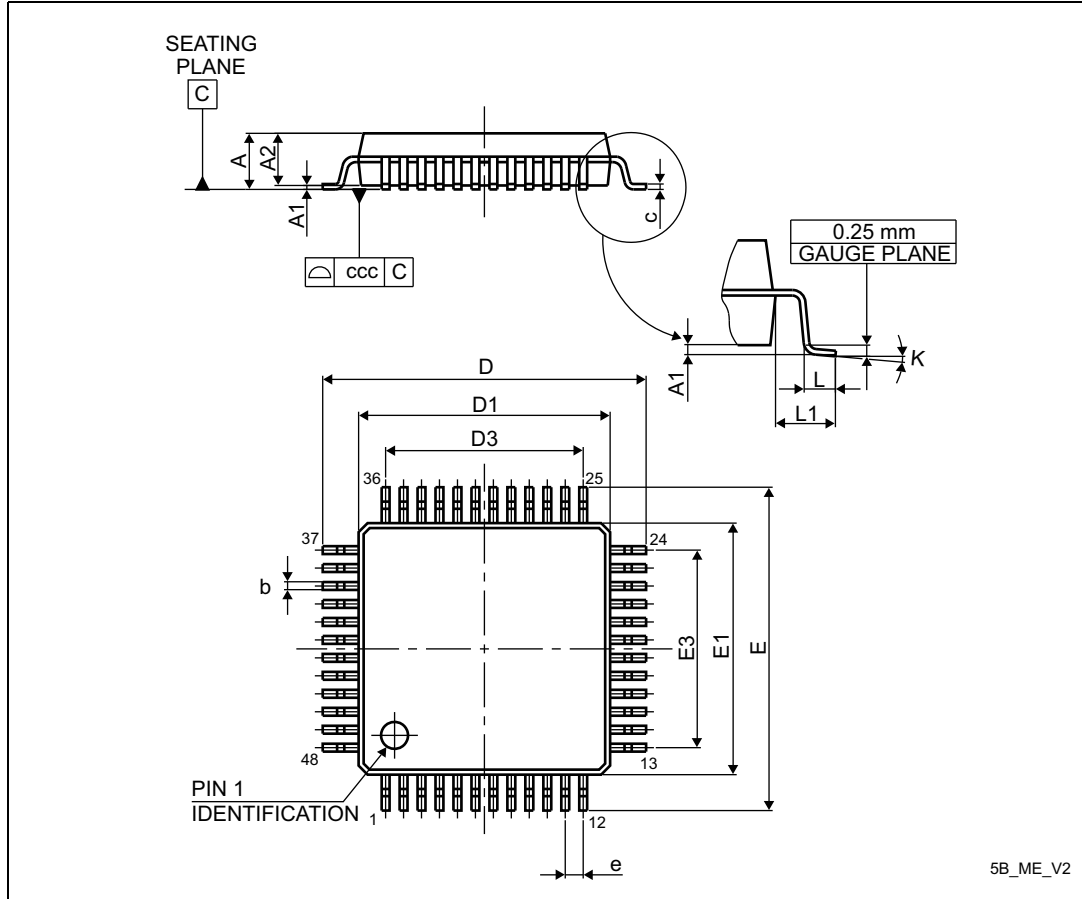 SEATING
PLANE
C
A
A2
A1
c
ccc C
0.25 mm
GAUGE PLANE
A1
K
L
L1
D
D1
D3
36
25
37
24
b
E3
E1
E
48
13
PIN 1
IDENTIFICATION
1
12
e
5B_ME_V2